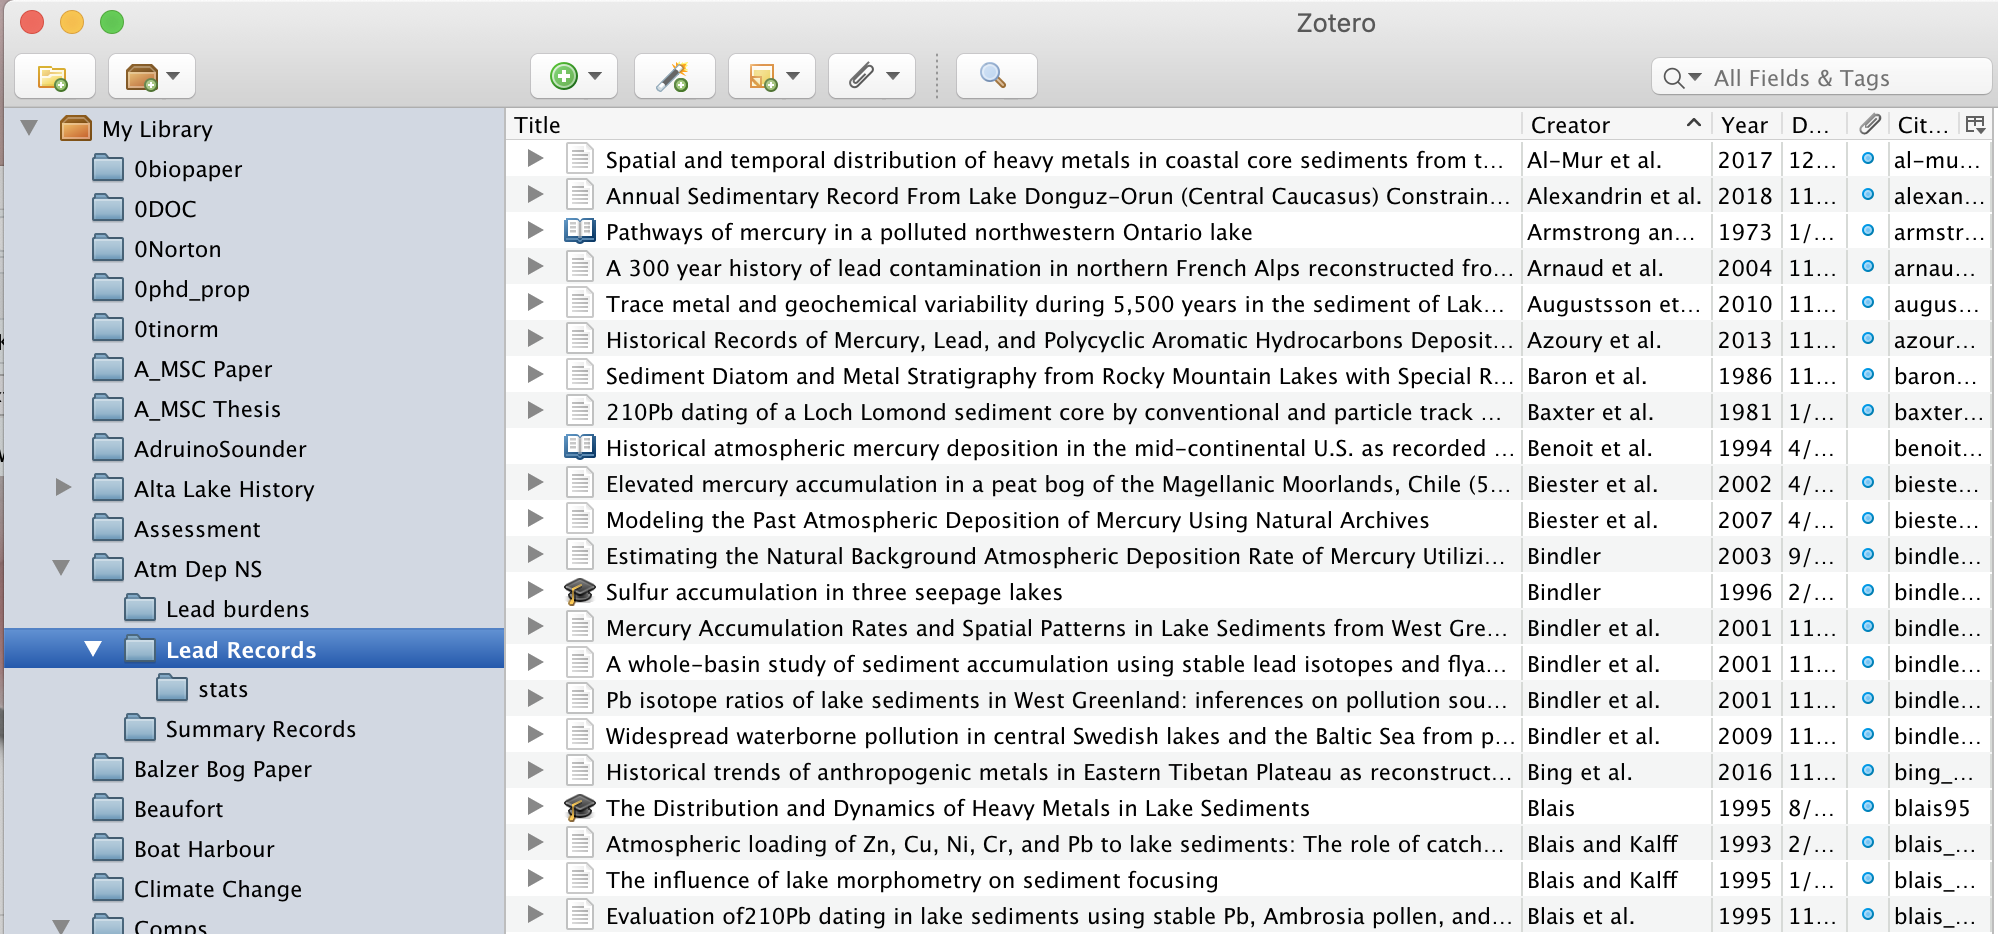 Zotero
All Fields & Tags
My Library
0biopaper
0DOC
0Norton
0phd_prop
0tinorm
A_MSC Paper
A_MSC Thesis
AdruinoSounder
Alta Lake History
Assessment
Atm Dep NS
Lead burdens
Lead Records
stats
Summary Records
Balzer Bog Paper
Beaufort
Boat Harbour
Climate Change
Comps
Title Creator Year D... Cit...
Spatial and temporal distribution of heavy metals in coastal core sediments from t... Al-Mur et al. 2017 12... al-mu...
Annual Sedimentary Record From Lake Donguz-Orun (Central Caucasus) Constrain... Alexandrin et al. 2018 11... alexan...
Pathways of mercury in a polluted northwestern Ontario lake Armstrong an... 1973 1/... armstr...
A 300 year history of lead contamination in northern French Alps reconstructed fro... Arnaud et al. 2004 11... arnau...
Trace metal and geochemical variability during 5,500 years in the sediment of Lak... Augustsson et... 2010 11... augus...
Historical Records of Mercury, Lead, and Polycyclic Aromatic Hydrocarbons Deposit... Azoury et al. 2013 11... azour...
Sediment Diatom and Metal Stratigraphy from Rocky Mountain Lakes with Special R... Baron et al. 1986 11... baron...
210Pb dating of a Loch Lomond sediment core by conventional and particle track ... Baxter et al. 1981 1/... baxter...
Historical atmospheric mercury deposition in the mid-continental U.S. as recorded ... Benoit et al. 1994 4/... benoit...
Elevated mercury accumulation in a peat bog of the Magellanic Moorlands, Chile (5... Biester et al. 2002 4/... bieste...
Modeling the Past Atmospheric Deposition of Mercury Using Natural Archives Biester et al. 2007 4/... bieste...
Estimating the Natural Background Atmospheric Deposition Rate of Mercury Utilizi... Bindler 2003 9/... bindle...
Sulfur accumulation in three seepage lakes Bindler 1996 2/... bindle...
Mercury Accumulation Rates and Spatial Patterns in Lake Sediments from West Gre... Bindler et al. 2001 11... bindle...
A whole-basin study of sediment accumulation using stable lead isotopes and flya... Bindler et al. 2001 11... bindle...
Pb isotope ratios of lake sediments in West Greenland: inferences on pollution sou... Bindler et al. 2001 11... bindle...
Widespread waterborne pollution in central Swedish lakes and the Baltic Sea from p... Bindler et al. 2009 11... bindle...
Historical trends of anthropogenic metals in Eastern Tibetan Plateau as reconstruct... Bing et al. 2016 11... bing_...
The Distribution and Dynamics of Heavy Metals in Lake Sediments Blais 1995 8/... blais95
Atmospheric loading of Zn, Cu, Ni, Cr, and Pb to lake sediments: The role of catch... Blais and Kalff 1993 2/... blais_...
The influence of lake morphometry on sediment focusing Blais and Kalff 1995 1/... blais_...
Evaluation of210Pb dating in lake sediments using stable Pb, Ambrosia pollen, and... Blais et al. 1995 11... blais_...